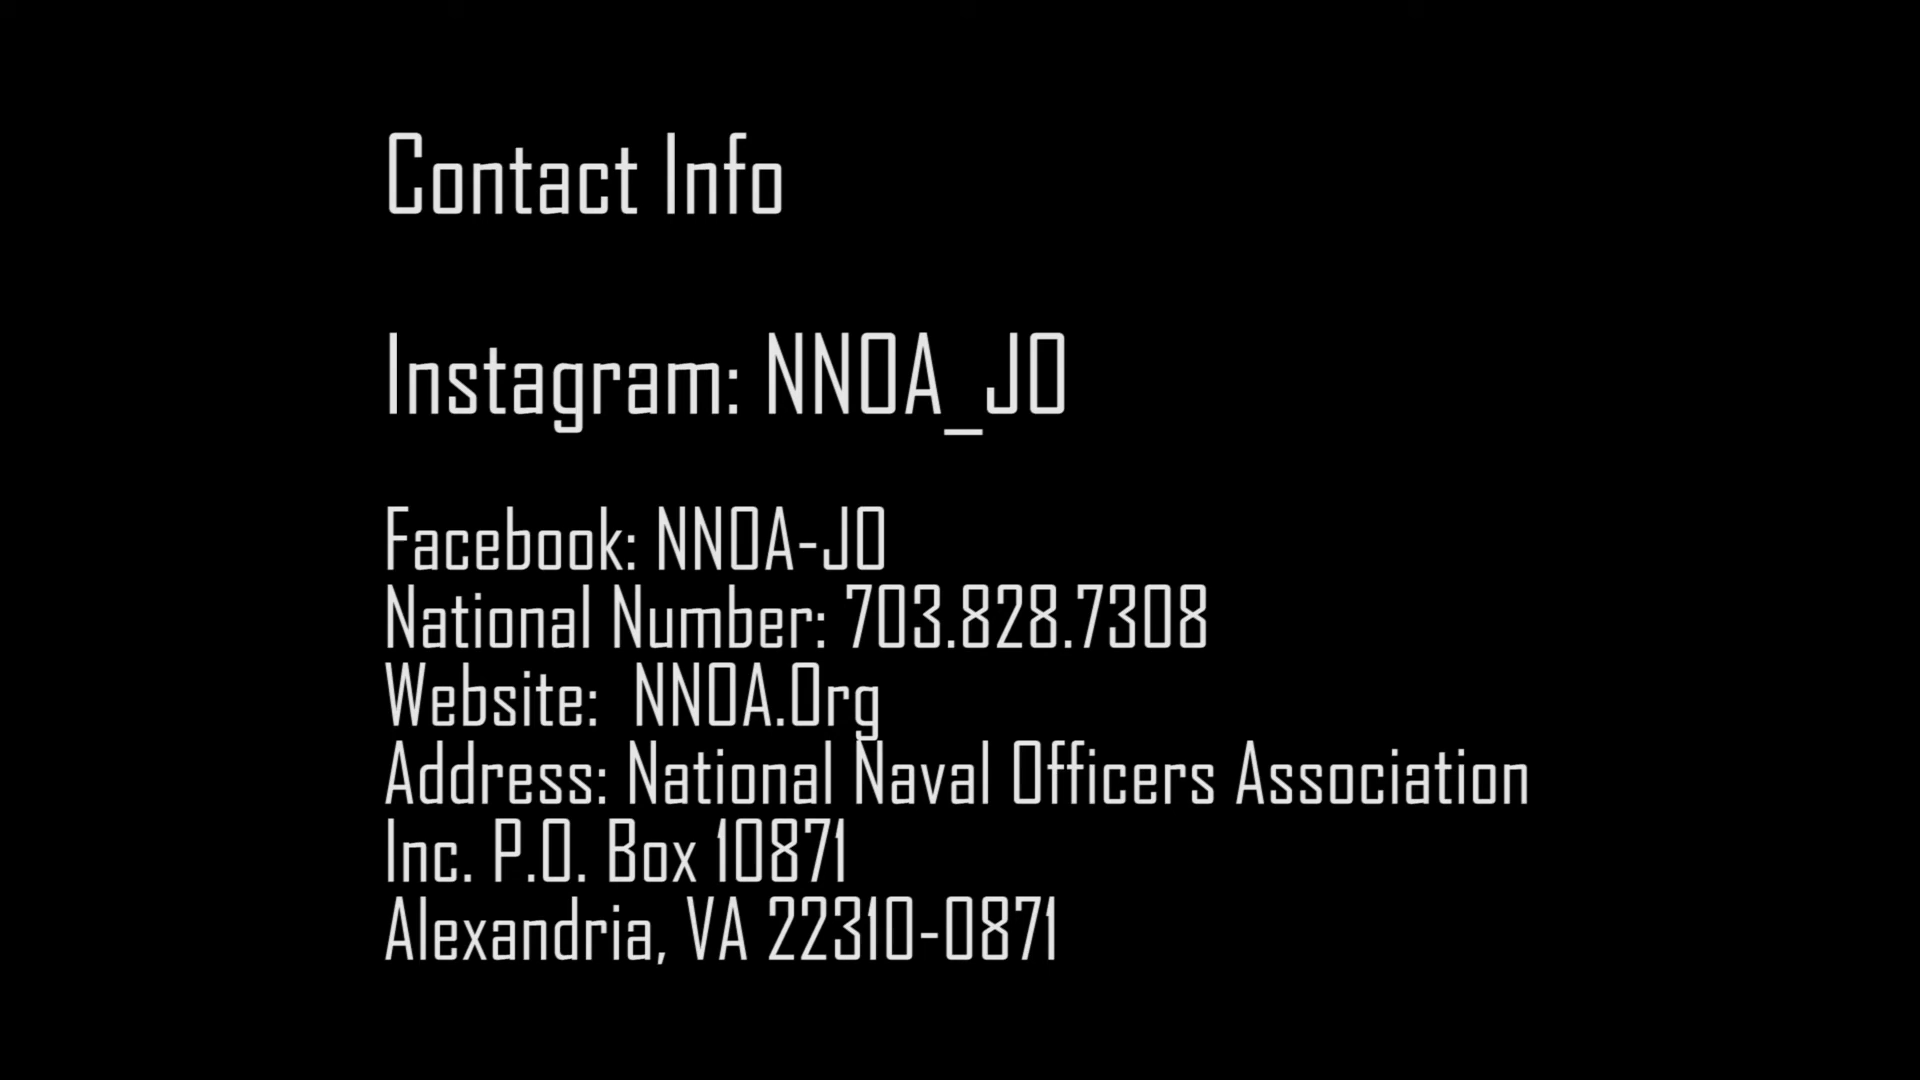 Contact Info
Instagram: NNOA_JO
Facebook: NNOA-JO
National Number: 703.828.7308
Website:  NNOA.Org
Address: National Naval Officers Association
Inc. P.O. Box 10871
Alexandria, VA 22310-0871